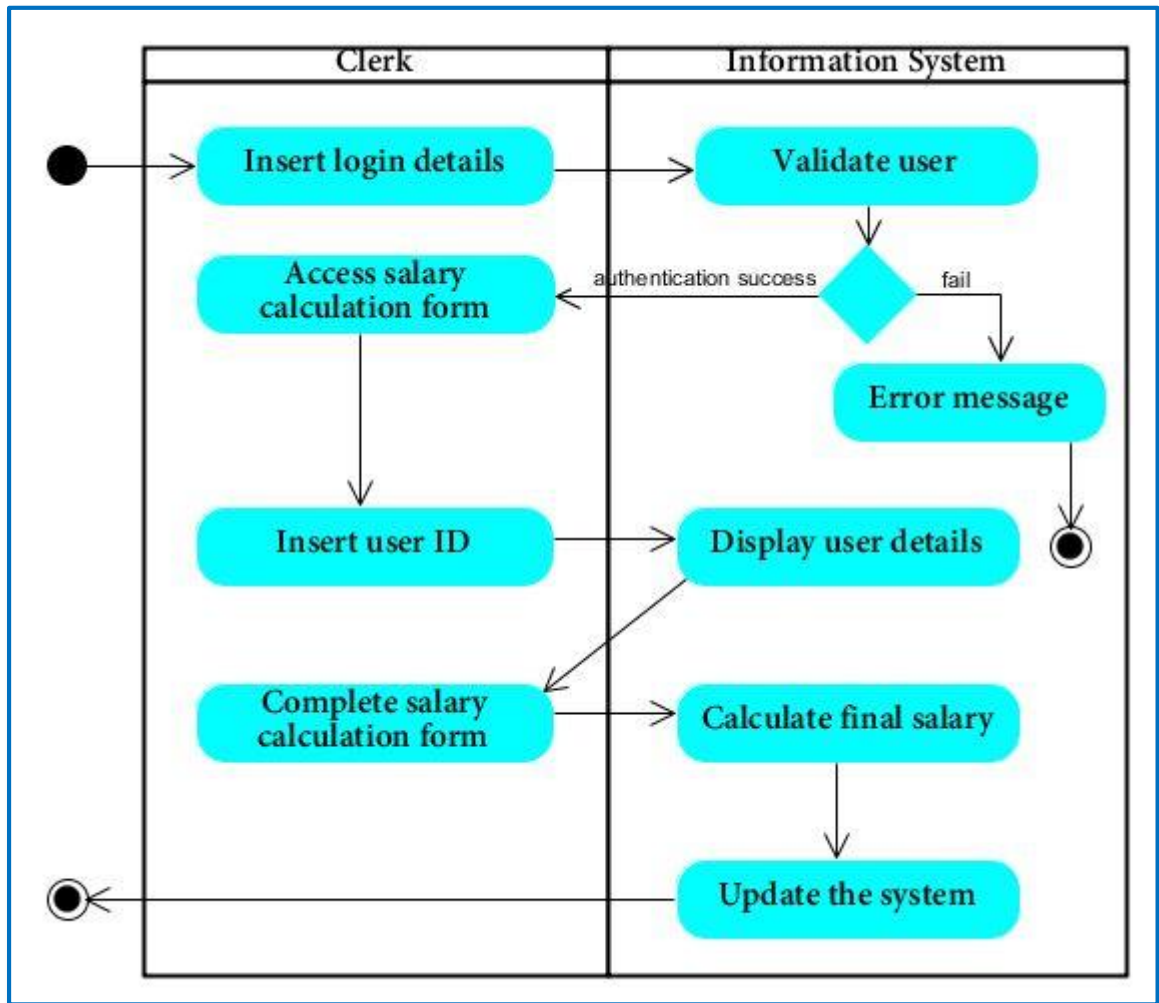 Clerk
Information System
Insert login details
Validate user
Access salary
calculation form
authentication success
fail
Error message
Insert user ID
Display user details
Complete salary
calculation form
Calculate final salary
Update the system